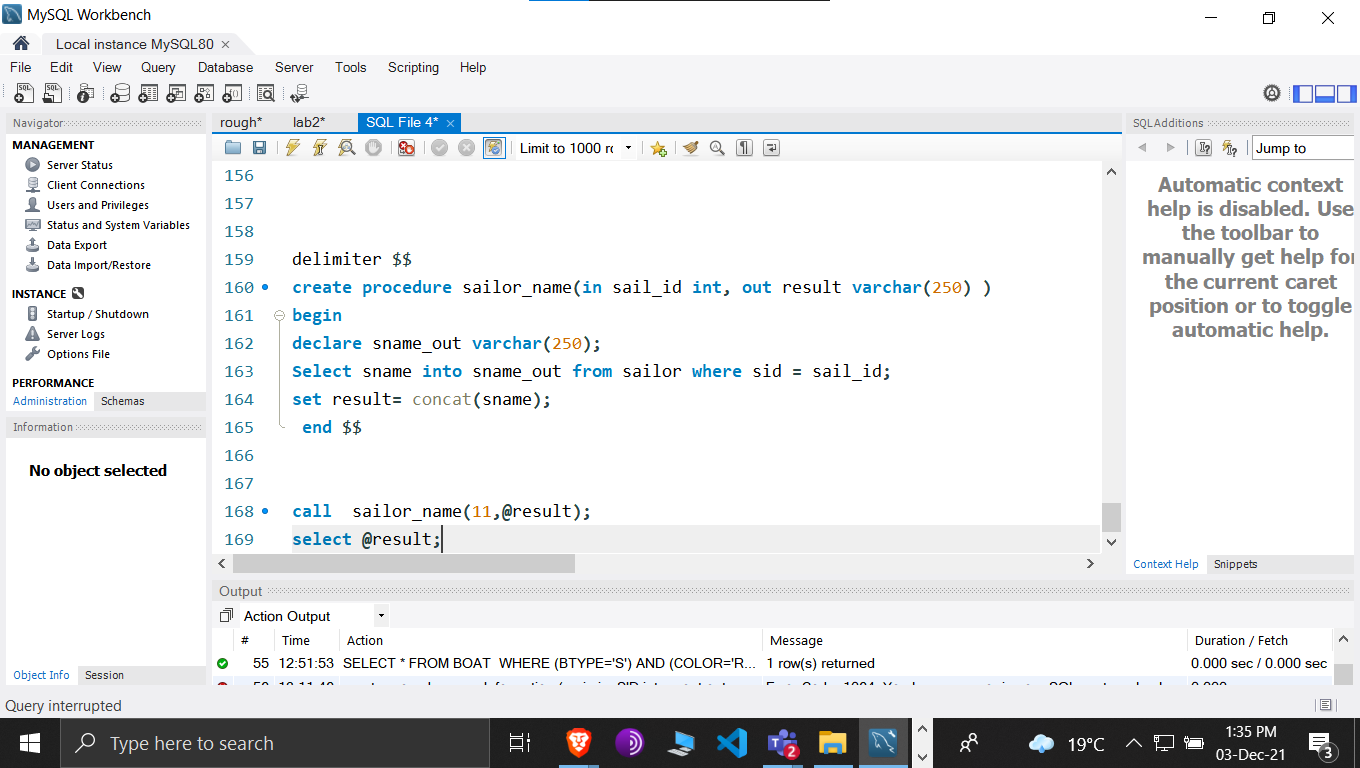 MySQL Workbench
Local instance MySQL80
File Edit View Query Database Server Tools Scripting Help
Navigator
MANAGEMENT
Server Status
Client Connections
Users and Privileges
Status and System Variables
Data Export
Data Import/Restore
INSTANCE
Startup / Shutdown
Server Logs
Options File
PERFORMANCE
Administration Schemas
Information
No object selected
Object Info Session
rough* lab2* SQL File 4*
Limit to 1000 rc
156
157
158
159 delimiter $$
160 create procedure sailor_name(in sail_id int, out result varchar(250) )
161 begin
162 declare sname_out varchar(250);
163 Select sname into sname_out from sailor where sid = sail_id;
164 set result= concat(sname);
165 end $$
166
167
168 call  sailor_name(11,@result);
169 select @result;
SQLAdditions
Jump to
Automatic context
help is disabled. Use
the toolbar to
manually get help for
the current caret
position or to toggle
automatic help.
Context Help Snippets
Output
Action Output
# Time Action Message Duration / Fetch
55 12:51:53 SELECT * FROM BOAT WHERE (BTYPE='S') AND (COLOR='R... 1 row(s) returned 0.000 sec / 0.000 sec
Query interrupted
Type here to search
2
19°C
1:35 PM
03-Dec-21
3